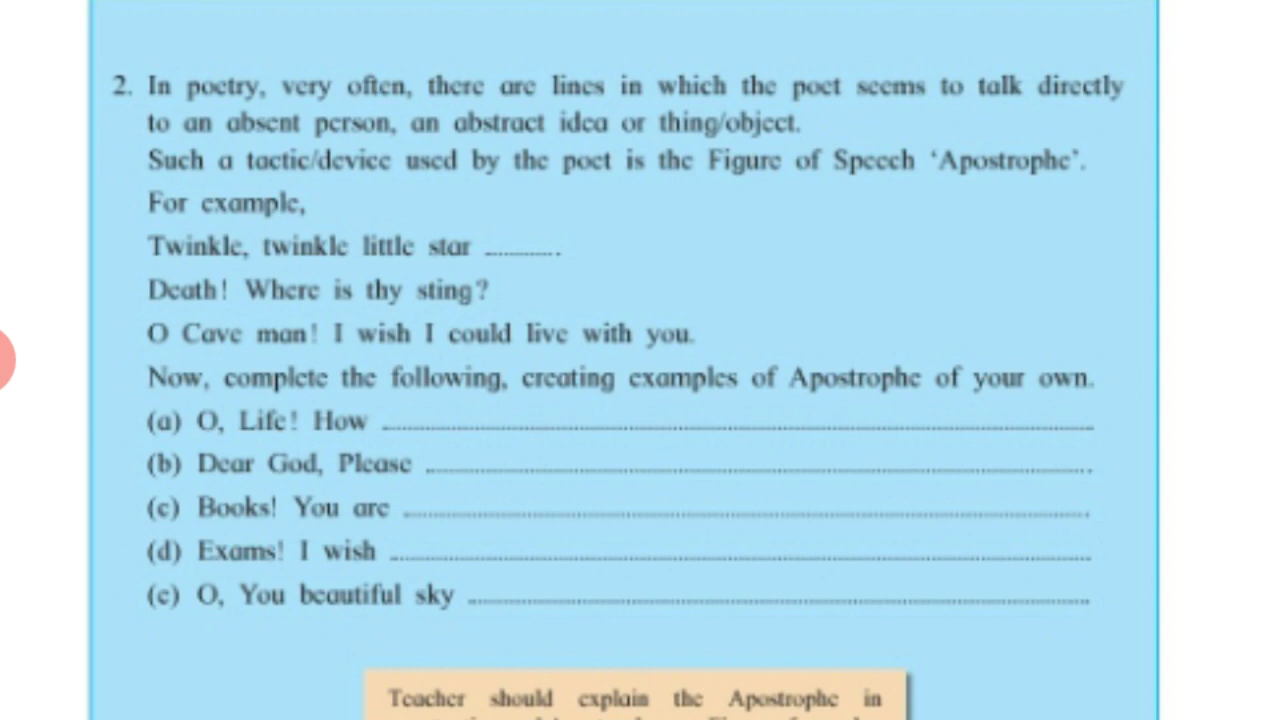 2. In poetry, very often, there are lines in which the poet seems to talk directly
to an absent person, an abstract idea or thing/object.
Such a tactic/device used by the poet is the Figure of Speech ‘Apostrophe’.
For example,
Twinkle, twinkle little star ............
Death! Where is thy sting?
O Cave man! I wish I could live with you.
Now, complete the following, creating examples of Apostrophe of your own.
(a) O, Life! How ............
(b) Dear God, Please ............
(c) Books! You are ............
(d) Exams! I wish ............
(e) O, You beautiful sky ............
Teacher should explain the Apostrophe in